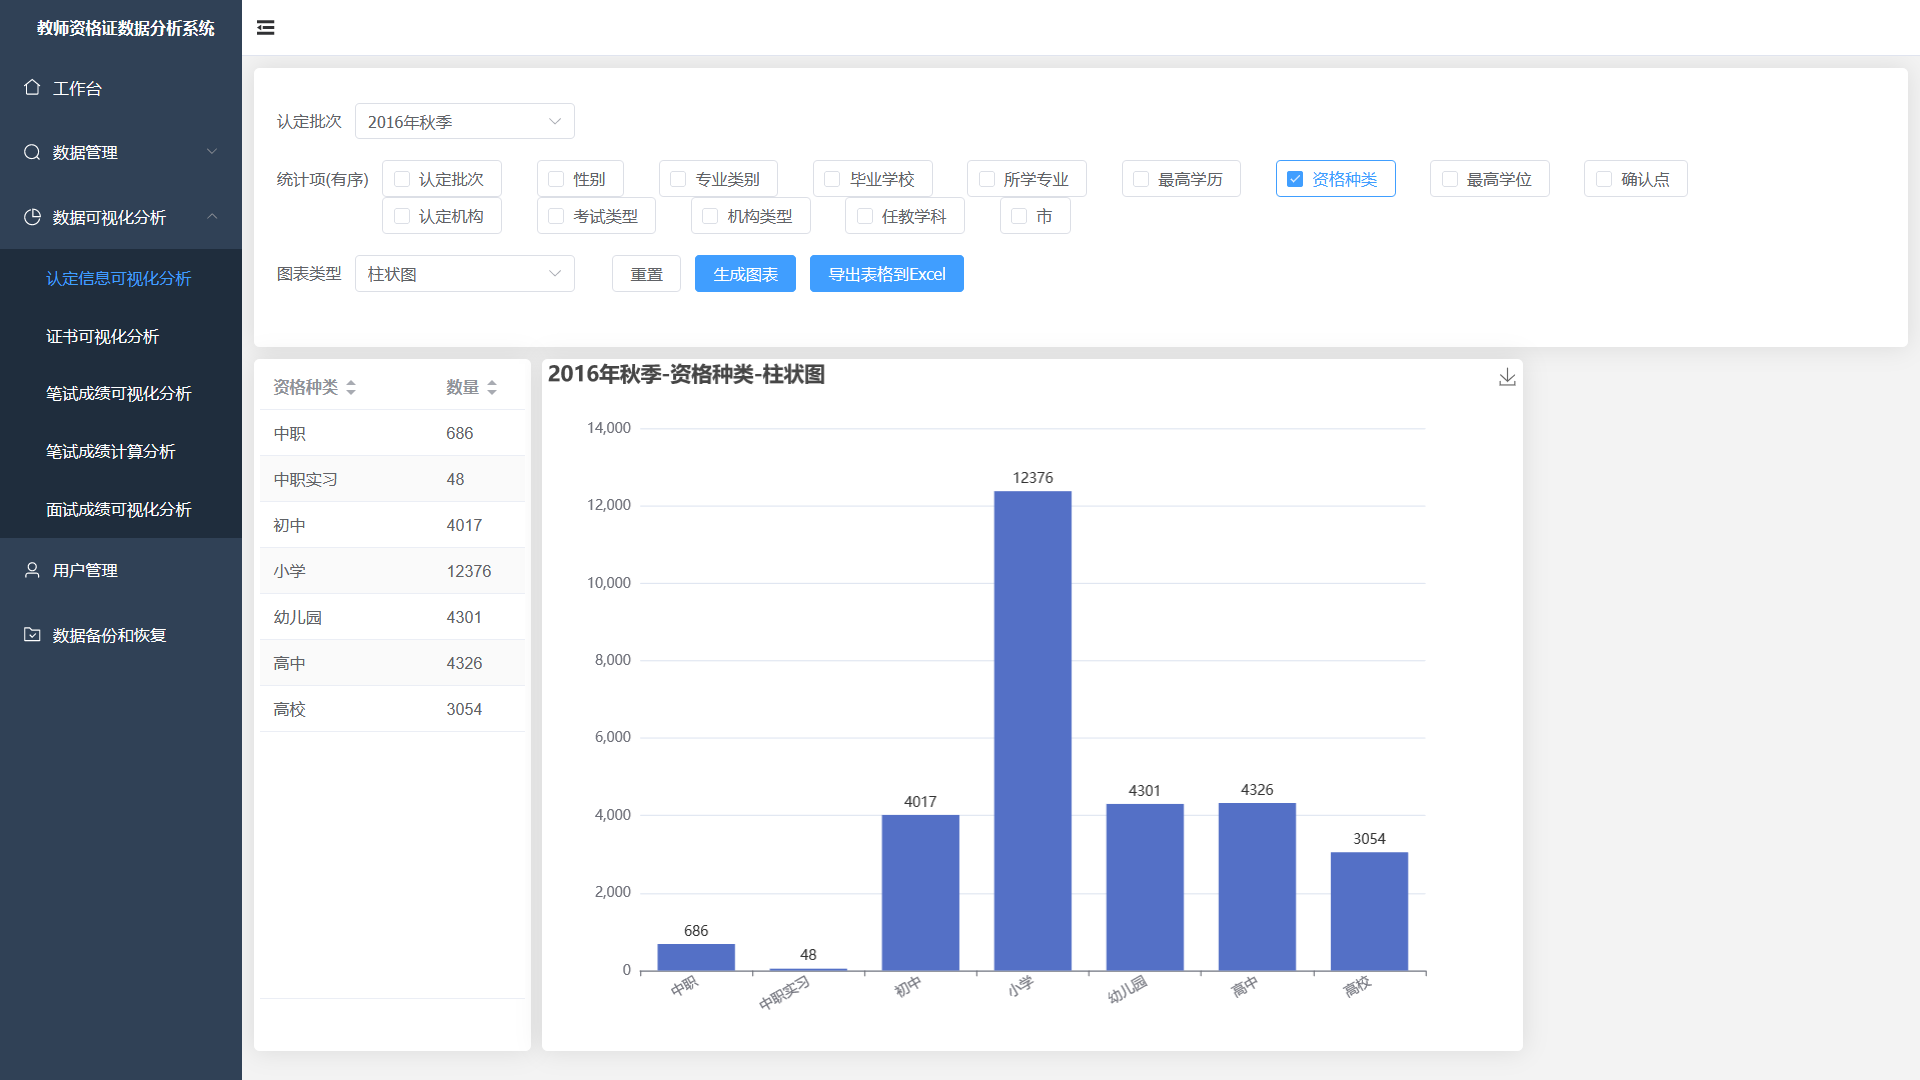 教师资格证数据分析系统
工作台
数据管理
数据可视化分析
认定信息可视化分析
证书可视化分析
笔试成绩可视化分析
笔试成绩计算分析
面试成绩可视化分析
用户管理
数据备份和恢复
认定批次 2016年秋季
统计项(有序) 认定批次 性别 专业类别 毕业学校 所学专业 最高学历 资格种类 最高学位 确认点
认定机构 考试类型 机构类型 任教学科 市
图表类型 柱状图 重置 生成图表 导出表格到Excel
资格种类 数量
中职 686
中职实习 48
初中 4017
小学 12376
幼儿园 4301
高中 4326
高校 3054
2016年秋季-资格种类-柱状图
14,000
12376
12,000
10,000
8,000
6,000
4301
4326
4017
4,000
3054
2,000
686
48
0
中职 中职实习 初中 小学 幼儿园 高中 高校